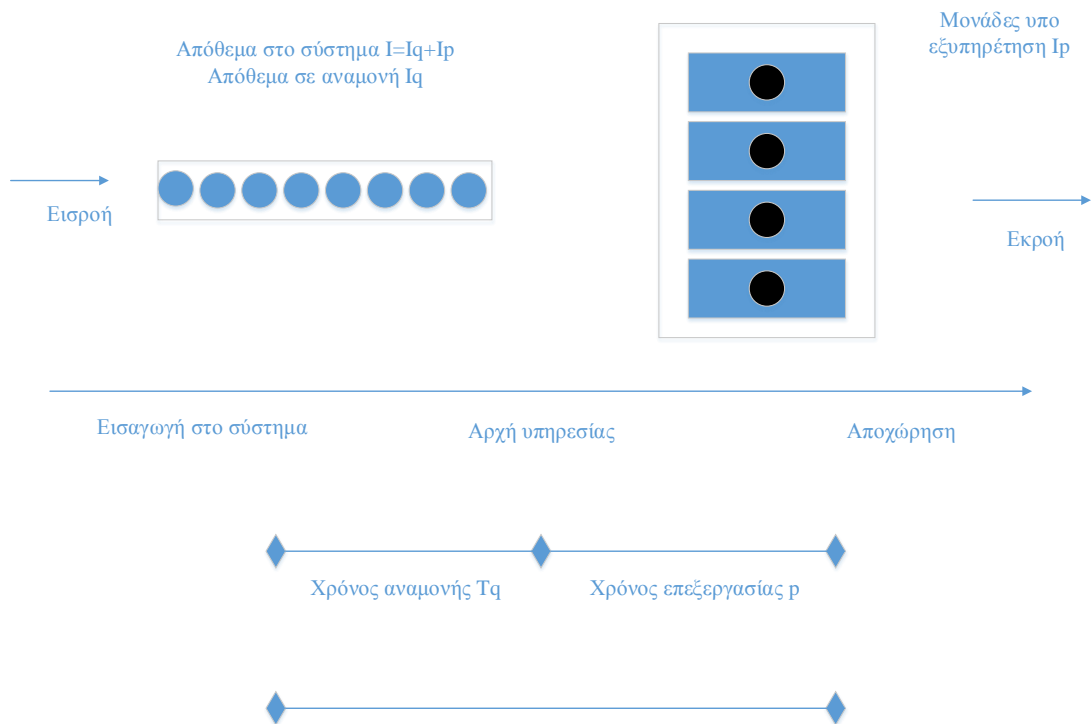 Απόθεμα στο σύστημα I=Iq+Ip
Απόθεμα σε αναμονή Iq
Μονάδες υπο
εξυπηρέτηση Ip
Εισροή
Εκροή
Εισαγωγή στο σύστημα
Αρχή υπηρεσίας
Αποχώρηση
Χρόνος αναμονής Tq
Χρόνος επεξεργασίας p